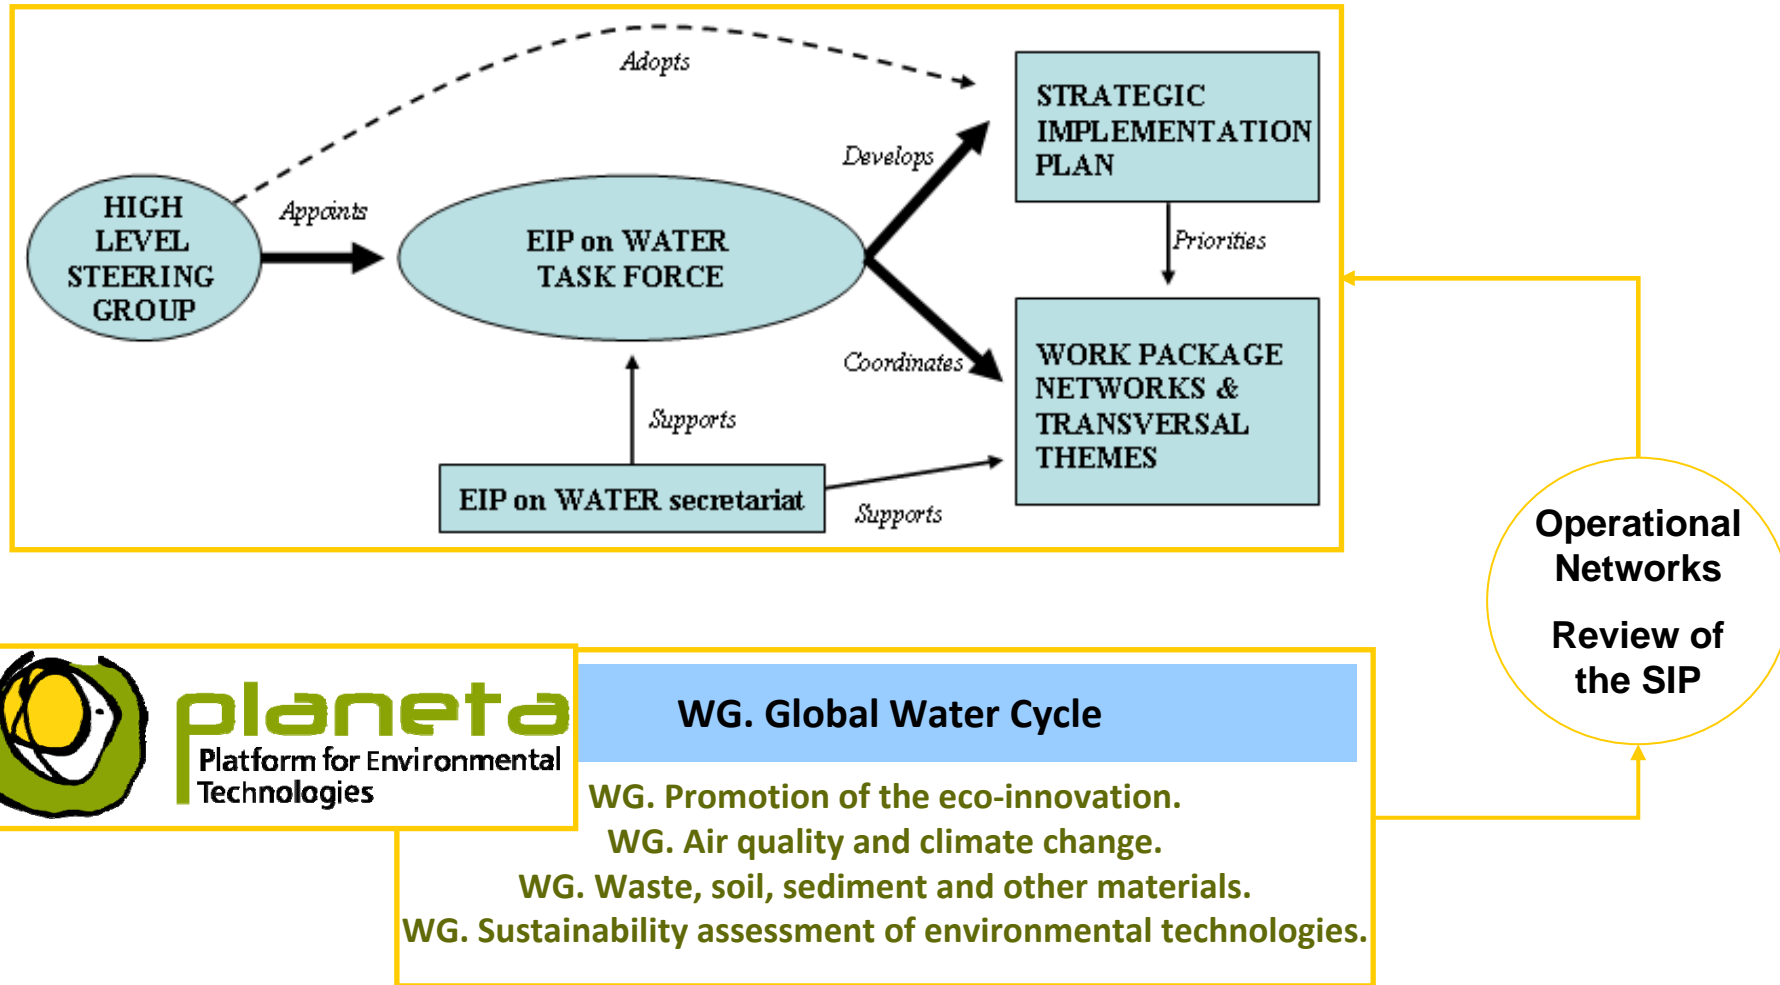 Adopts
STRATEGIC
IMPLEMENTATION
PLAN
Develops
HIGH
LEVEL
STEERING
GROUP
Appoints
EIP on WATER
TASK FORCE
Priorities
Coordinates
WORK PACKAGE
NETWORKS &
TRANSVERSAL
THEMES
Supports
EIP on WATER secretariat
Supports
Operational
Networks
Review of
the SIP
planeta
Platform for Environmental
Technologies
WG. Global Water Cycle
WG. Promotion of the eco-innovation.
WG. Air quality and climate change.
WG. Waste, soil, sediment and other materials.
WG. Sustainability assessment of environmental technologies.